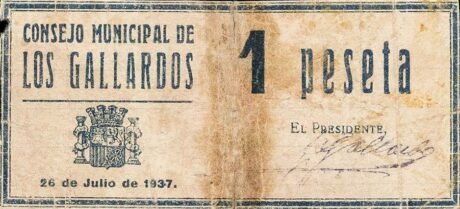 CONSEJO MUNICIPAL DE
LOS GALLARDOS
1 peseta
EL PRESIDENTE,
26 de Julio de 1937.